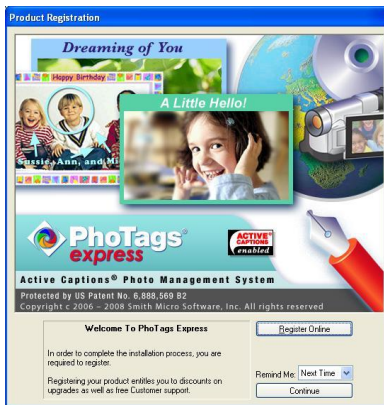 Product Registration
Dreaming of You
Happy Birthday
A Little Hello!
Sussie, Ann, and Mi
PhoTags®
express
ACTIVE
CAPTIONS
enabled
Active Captions® Photo Management System
Protected by US Patent No. 6,888,569 B2
Copyright c 2006 - 2008 Smith Micro Software, Inc. All rights reserved
Welcome To PhoTags Express
Register Online
In order to complete the installation process, you are
required to register.
Remind Me: Next Time
Registering your product entitles you to discounts on
upgrades as well as free Customer support.
Continue